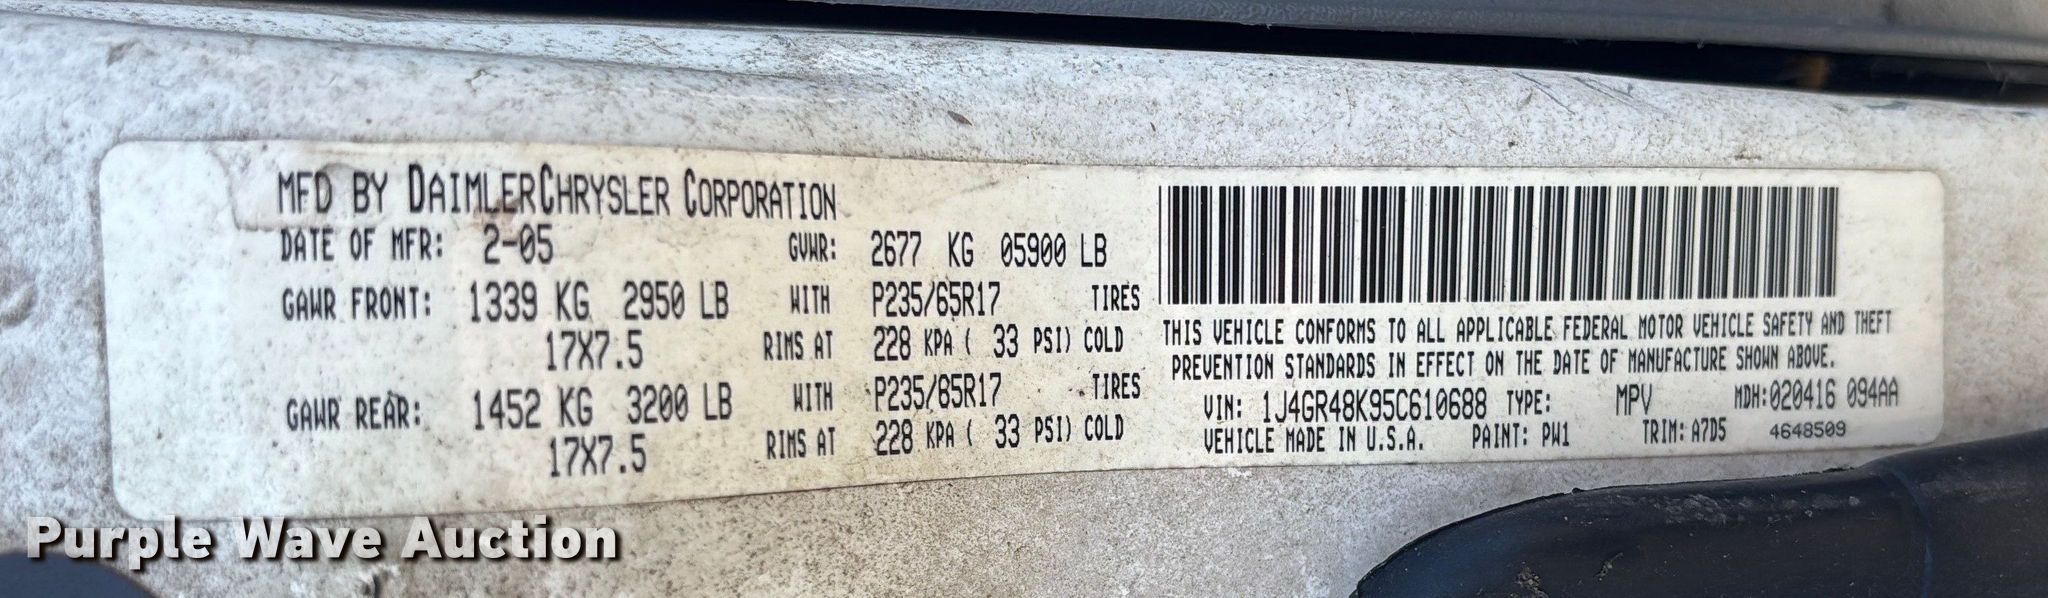 MFD BY DAIMLERCHRYSLER CORPORATION
DATE OF MFR: 2-05 GVWR: 2677 KG 05900 LB
GAWR FRONT: 1339 KG 2950 LB WITH P235/65R17 TIRES
17X7.5 RIMS AT 228 KPA ( 33 PSI) COLD
GAWR REAR: 1452 KG 3200 LB WITH P235/65R17 TIRES
17X7.5 RIMS AT 228 KPA ( 33 PSI) COLD
THIS VEHICLE CONFORMS TO ALL APPLICABLE FEDERAL MOTOR VEHICLE SAFETY AND THEFT
PREVENTION STANDARDS IN EFFECT ON THE DATE OF MANUFACTURE SHOWN ABOVE.
VIN: 1J4GR48K95C610688 TYPE: MPV MDH:020416 094AA
VEHICLE MADE IN U.S.A. PAINT: PW1 TRIM: A7D5 4648509
Purple Wave Auction